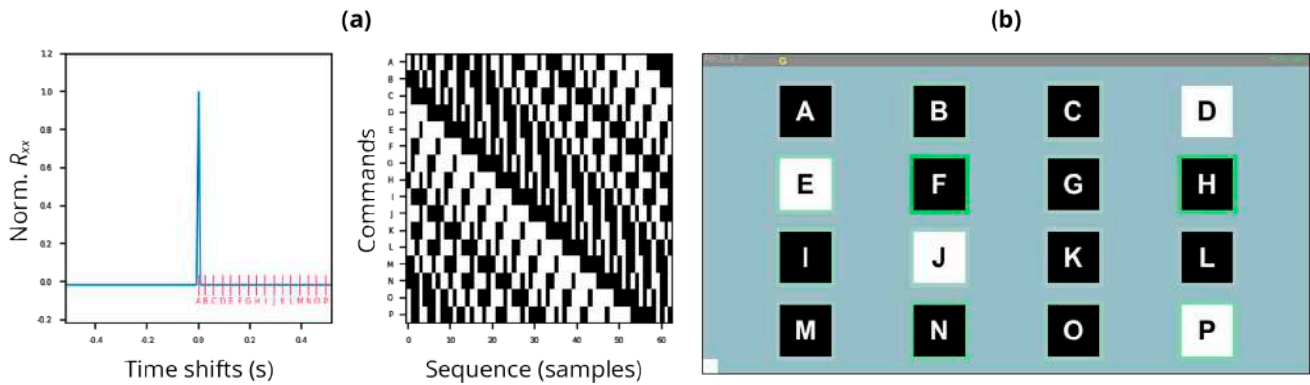 (a)
(b)
1.2
1.0
0.8
0.6
0.4
0.2
0.0
-0.2
Norm. Rxx
A B C D E F G H I J K L M N O P
-0.4 -0.2 0.0 0.2 0.4
Time shifts (s)
Commands
A
B
C
D
E
F
G
H
I
J
K
L
M
N
O
P
0 10 20 30 40 50 60
Sequence (samples)
RESULT G
A B C D
E F G H
I J K L
M N O P